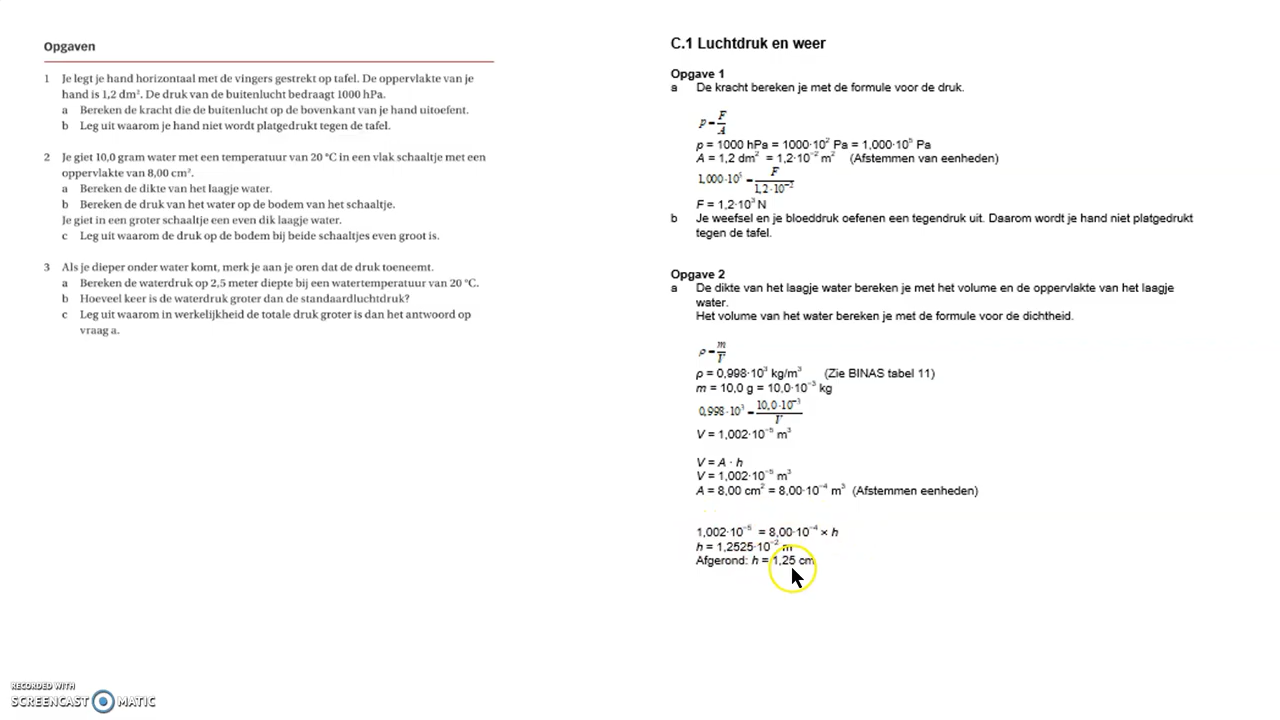 Opgaven
1 Je legt je hand horizontaal met de vingers gestrekt op tafel. De oppervlakte van je
hand is 1,2 dm². De druk van de buitenlucht bedraagt 1000 hPa.
a Bereken de kracht die de buitenlucht op de bovenkant van je hand uitoefent.
b Leg uit waarom je hand niet wordt platgedrukt tegen de tafel.
2 Je giet 10,0 gram water met een temperatuur van 20 °C in een vlak schaaltje met een
oppervlakte van 8,00 cm².
a Bereken de dikte van het laagje water.
b Bereken de druk van het water op de bodem van het schaaltje.
Je giet in een groter schaaltje een even dik laagje water.
c Leg uit waarom de druk op de bodem bij beide schaaltjes even groot is.
3 Als je dieper onder water komt, merk je aan je oren dat de druk toeneemt.
a Bereken de waterdruk op 2,5 meter diepte bij een watertemperatuur van 20 °C.
b Hoeveel keer is de waterdruk groter dan de standaardluchtdruk?
c Leg uit waarom in werkelijkheid de totale druk groter is dan het antwoord op
vraag a.
C.1 Luchtdruk en weer
Opgave 1
a De kracht bereken je met de formule voor de druk.
p = F/A
p = 1000 hPa = 1000·10² Pa = 1,000·10⁵ Pa
A = 1,2 dm² = 1,2·10⁻² m² (Afstemmen van eenheden)
1,000·10⁵ = F/1,2·10⁻²
F = 1,2·10³ N
b Je weefsel en je bloeddruk oefenen een tegendruk uit. Daarom wordt je hand niet platgedrukt
tegen de tafel.
Opgave 2
a De dikte van het laagje water bereken je met het volume en de oppervlakte van het laagje
water.
Het volume van het water bereken je met de formule voor de dichtheid.
ρ = m/V
ρ = 0,998·10³ kg/m³ (Zie BINAS tabel 11)
m = 10,0 g = 10,0·10⁻³ kg
0,998·10³ = 10,0·10⁻³/V
V = 1,002·10⁻⁵ m³
V = A · h
V = 1,002·10⁻⁵ m³
A = 8,00 cm² = 8,00·10⁻⁴ m³ (Afstemmen eenheden)
1,002·10⁻⁵ = 8,00·10⁻⁴ × h
h = 1,2525·10⁻² m
Afgerond: h = 1,25 cm
RECORDED WITH
SCREENCAST MATIC